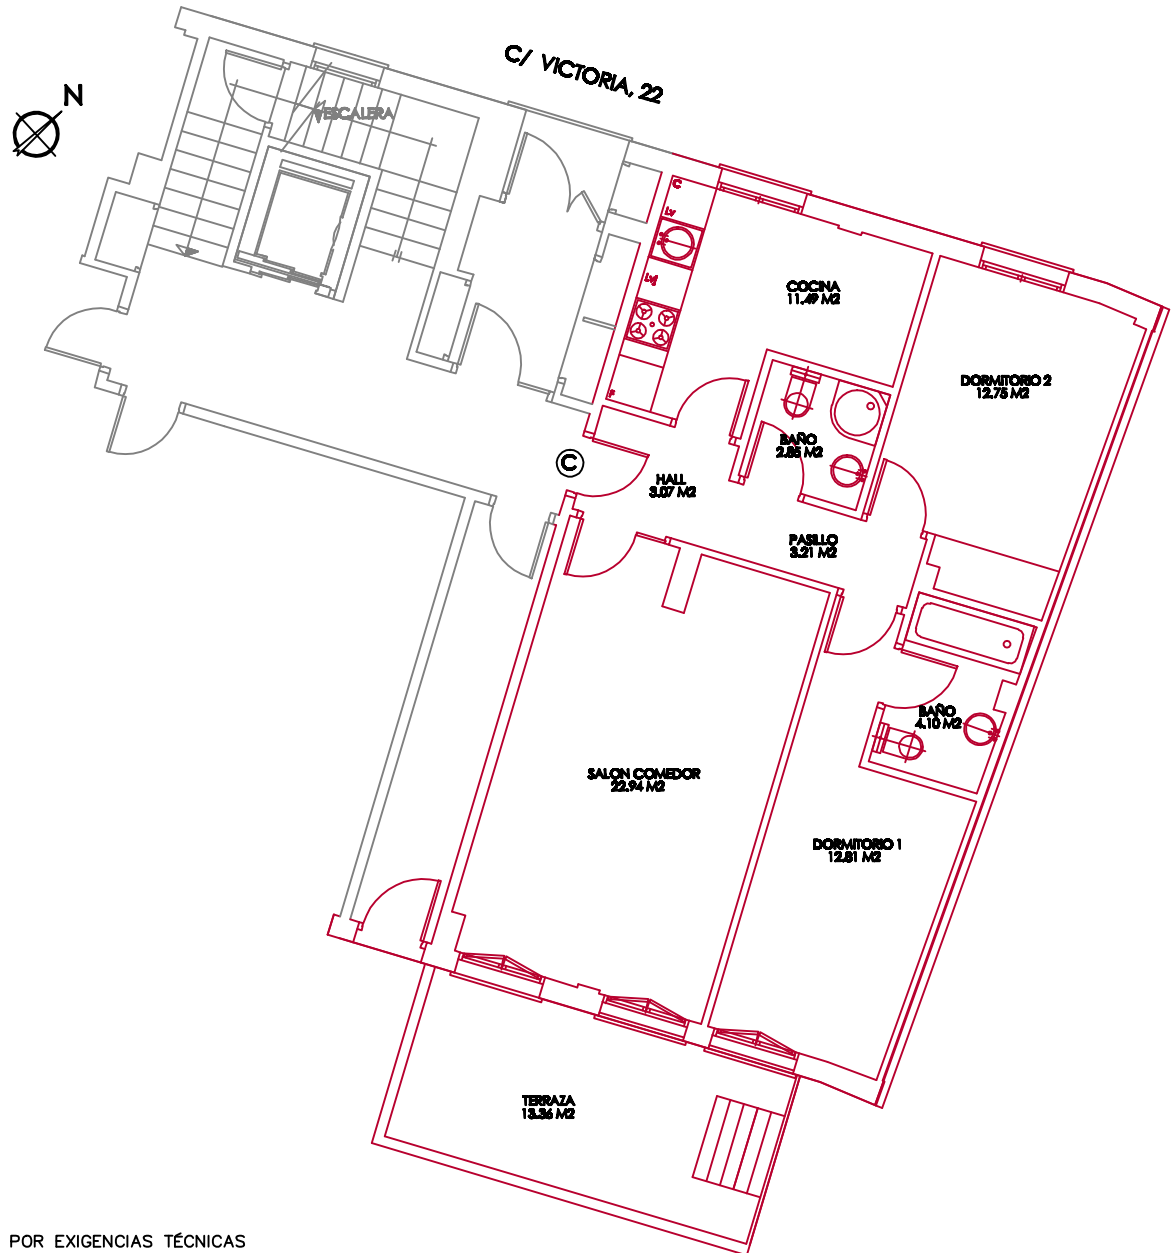 C/ VICTORIA, 22
N
ESCALERA
C
Lv
Lvj
F
COCINA
11.49 M2
DORMITORIO 2
12.75 M2
BAÑO
2.85 M2
C
HALL
3.07 M2
PASILLO
3.21 M2
BAÑO
4.10 M2
SALON COMEDOR
22.94 M2
DORMITORIO 1
12.81 M2
TERRAZA
13.36 M2
POR EXIGENCIAS TÉCNICAS